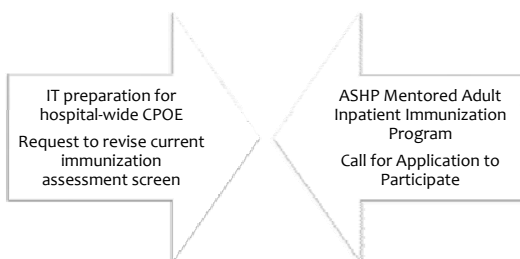 IT preparation for
hospital-wide CPOE
Request to revise current
immunization
assessment screen
ASHP Mentored Adult
Inpatient Immunization
Program
Call for Application to
Participate